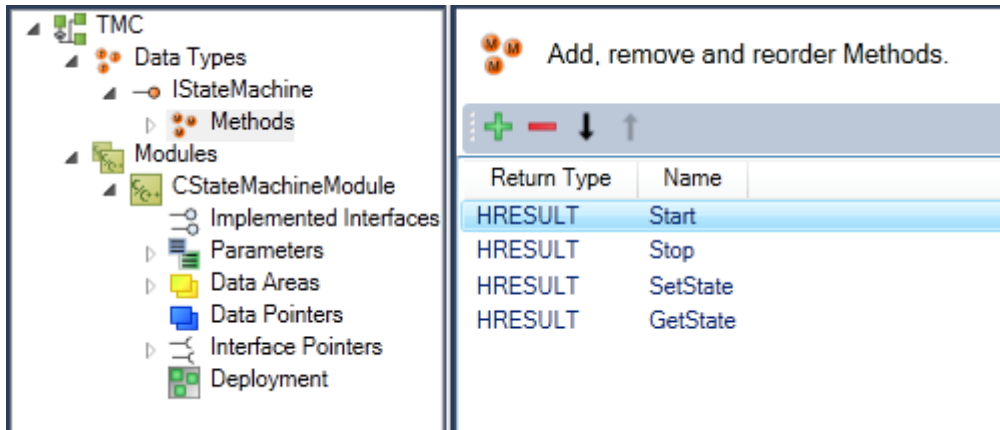 TMC
Data Types
IStateMachine
Methods
Modules
CStateMachineModule
Implemented Interfaces
Parameters
Data Areas
Data Pointers
Interface Pointers
Deployment
Add, remove and reorder Methods.
Return Type Name
HRESULT Start
HRESULT Stop
HRESULT SetState
HRESULT GetState